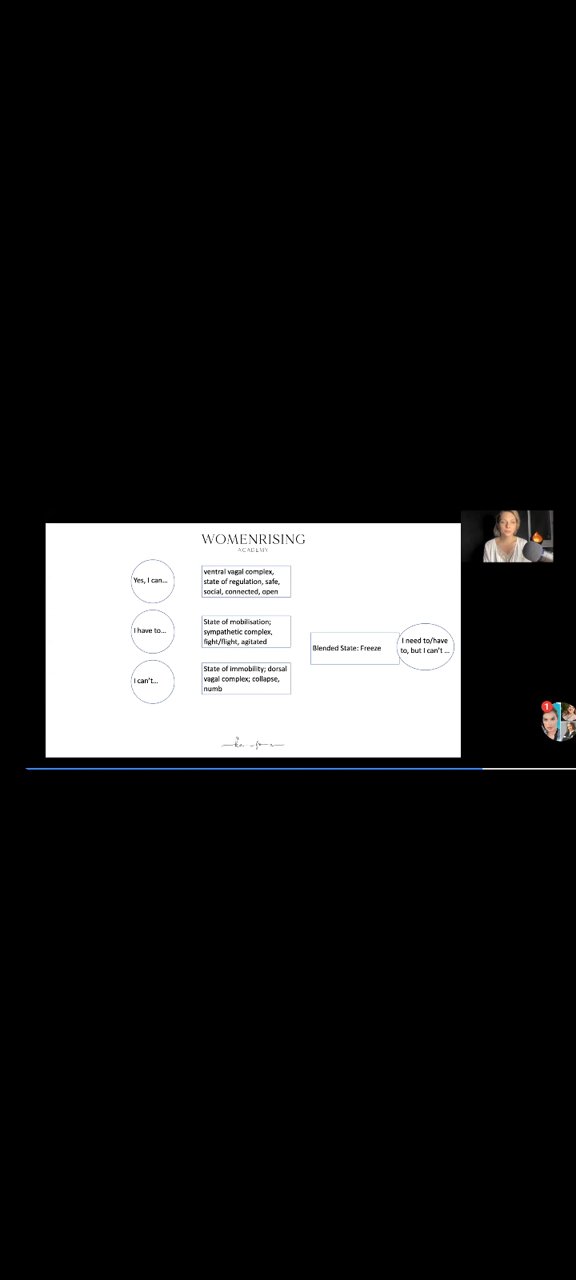 WOMENRISING
ACADEMY
Yes, I can...
ventral vagal complex,
state of regulation, safe,
social, connected, open
I have to...
State of mobilisation;
sympathetic complex,
fight/flight, agitated
I can't...
State of immobility; dorsal
vagal complex; collapse,
numb
Blended State: Freeze
I need to/have
to, but I can't ...
1